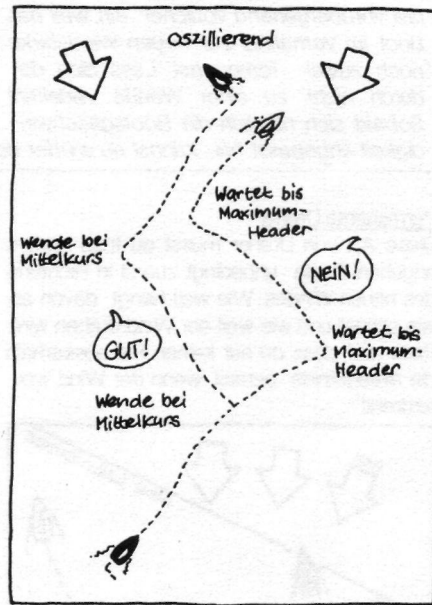 oszillierend
Wartet bis
Maximum-
Header
Wende bei
Mittelkurs
NEIN!
GUT!
Wartet bis
Maximum-
Header
Wende bei
Mittelkurs